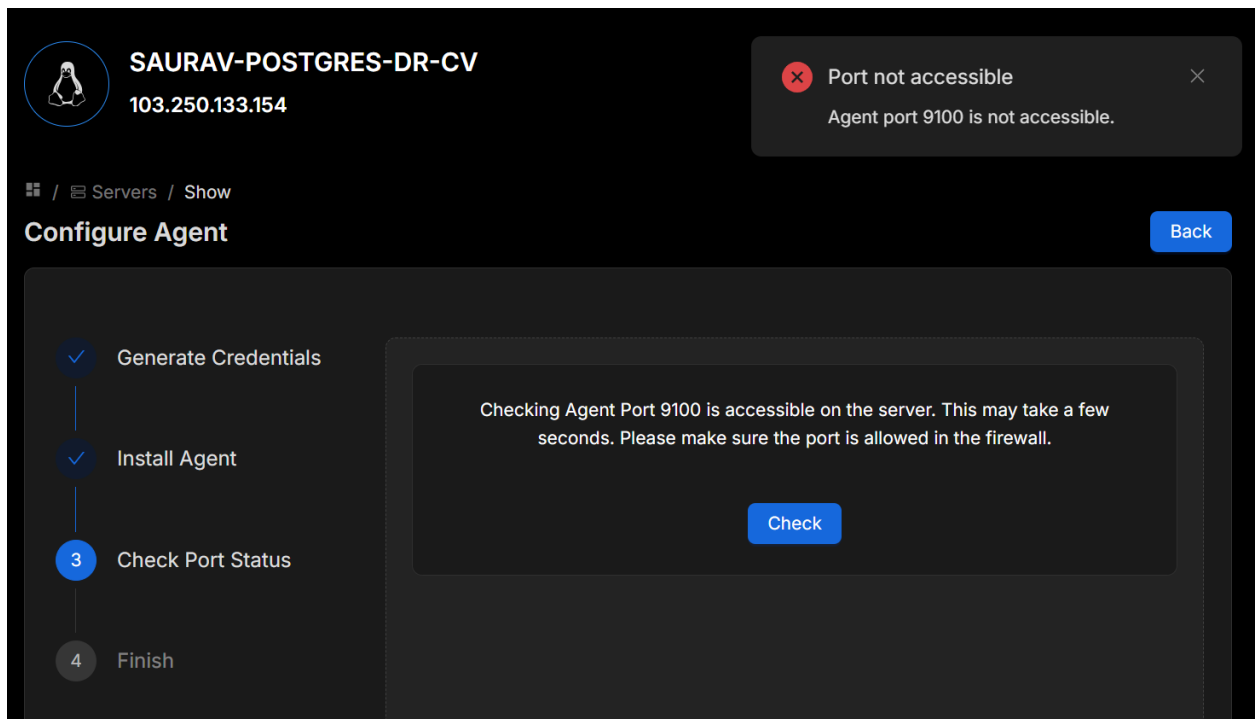 SAURAV-POSTGRES-DR-CV
103.250.133.154
Port not accessible
Agent port 9100 is not accessible.
/ Servers / Show
Configure Agent
Back
Generate Credentials
Install Agent
3 Check Port Status
4 Finish
Checking Agent Port 9100 is accessible on the server. This may take a few
seconds. Please make sure the port is allowed in the firewall.
Check